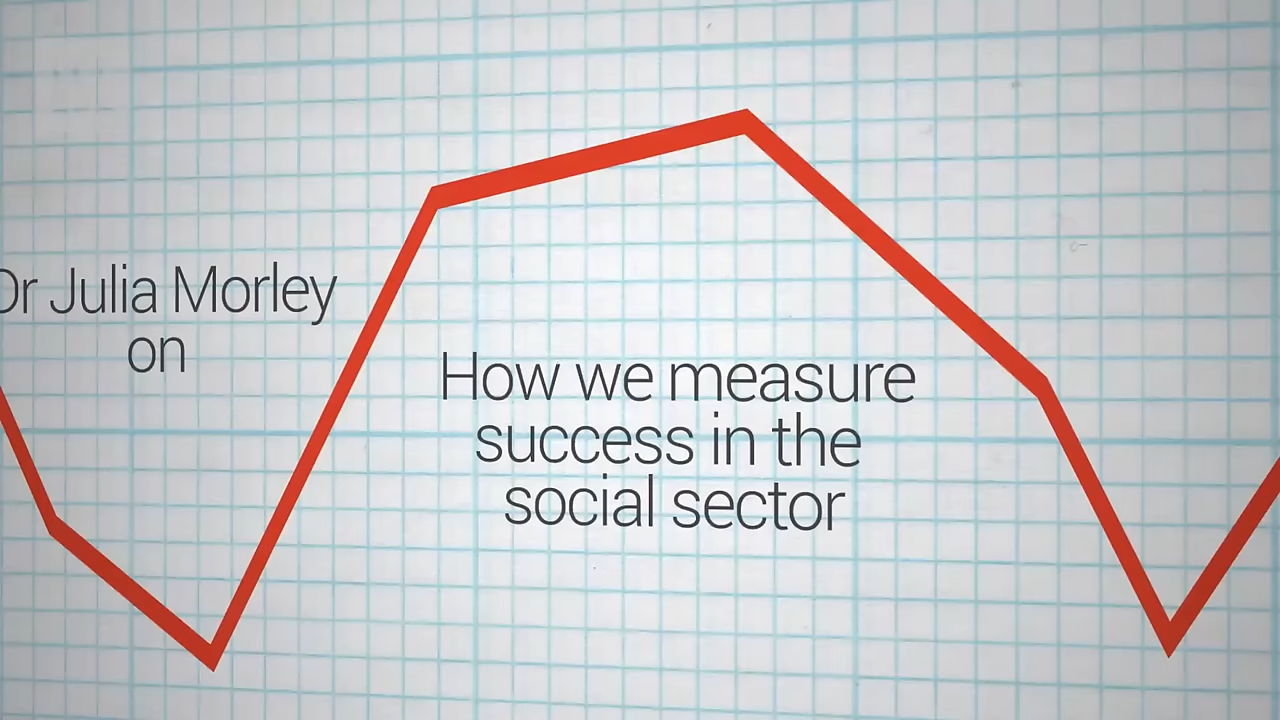 Dr Julia Morley
on
How we measure
success in the
social sector